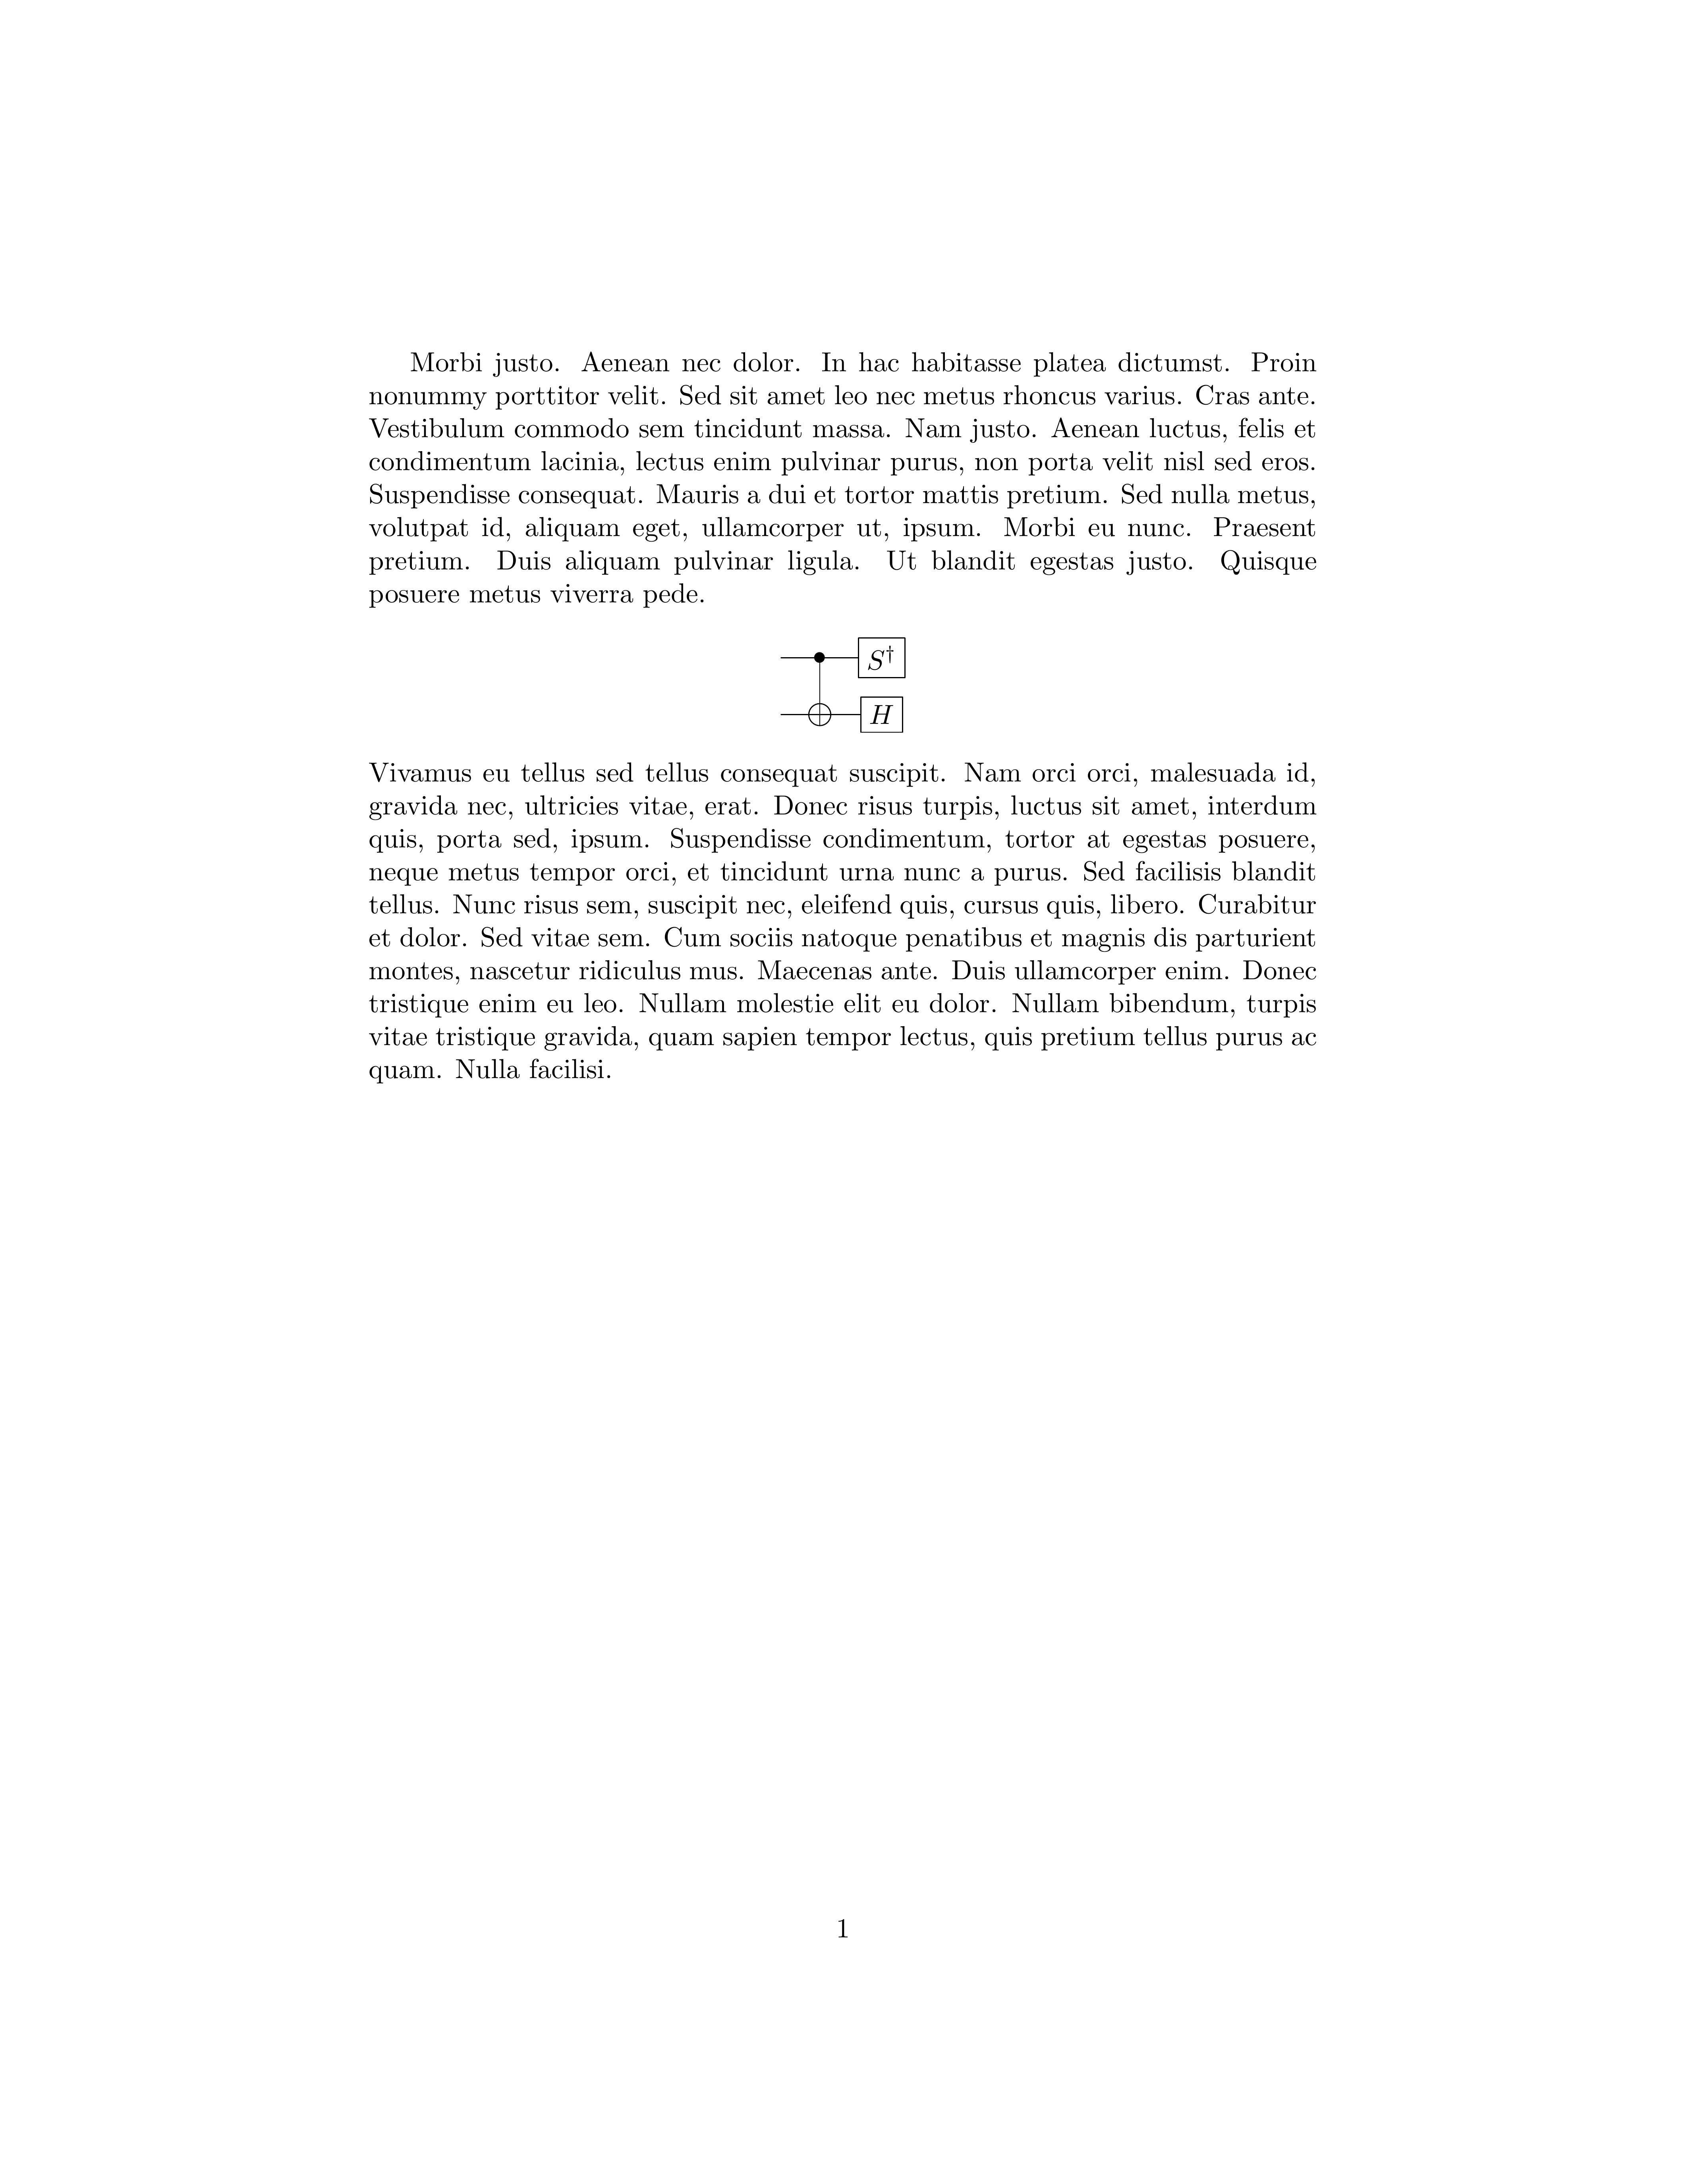 Morbi justo. Aenean nec dolor. In hac habitasse platea dictumst. Proin
nonummy porttitor velit. Sed sit amet leo nec metus rhoncus varius. Cras ante.
Vestibulum commodo sem tincidunt massa. Nam justo. Aenean luctus, felis et
condimentum lacinia, lectus enim pulvinar purus, non porta velit nisl sed eros.
Suspendisse consequat. Mauris a dui et tortor mattis pretium. Sed nulla metus,
volutpat id, aliquam eget, ullamcorper ut, ipsum. Morbi eu nunc. Praesent
pretium. Duis aliquam pulvinar ligula. Ut blandit egestas justo. Quisque
posuere metus viverra pede.
S†
H
Vivamus eu tellus sed tellus consequat suscipit. Nam orci orci, malesuada id,
gravida nec, ultricies vitae, erat. Donec risus turpis, luctus sit amet, interdum
quis, porta sed, ipsum. Suspendisse condimentum, tortor at egestas posuere,
neque metus tempor orci, et tincidunt urna nunc a purus. Sed facilisis blandit
tellus. Nunc risus sem, suscipit nec, eleifend quis, cursus quis, libero. Curabitur
et dolor. Sed vitae sem. Cum sociis natoque penatibus et magnis dis parturient
montes, nascetur ridiculus mus. Maecenas ante. Duis ullamcorper enim. Donec
tristique enim eu leo. Nullam molestie elit eu dolor. Nullam bibendum, turpis
vitae tristique gravida, quam sapien tempor lectus, quis pretium tellus purus ac
quam. Nulla facilisi.
1